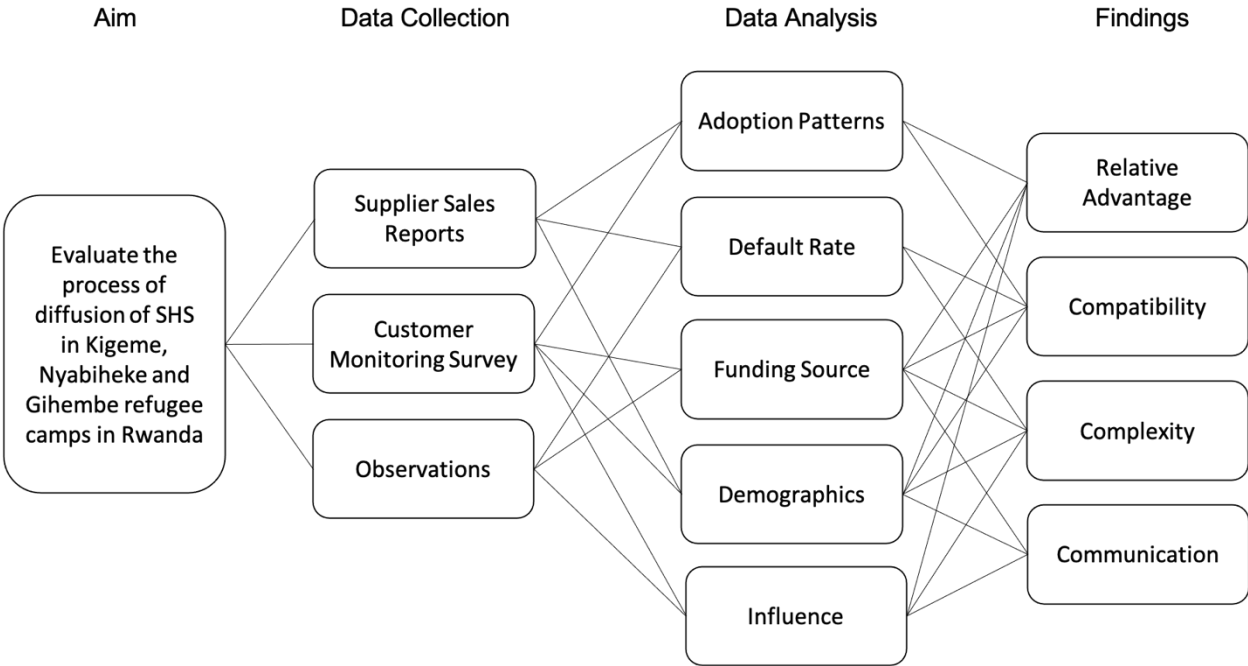 Aim
Data Collection
Data Analysis
Findings
Evaluate the
process of
diffusion of SHS
in Kigeme,
Nyabiheke and
Gihembe refugee
camps in Rwanda
Supplier Sales
Reports
Customer
Monitoring Survey
Observations
Adoption Patterns
Default Rate
Funding Source
Demographics
Influence
Relative
Advantage
Compatibility
Complexity
Communication